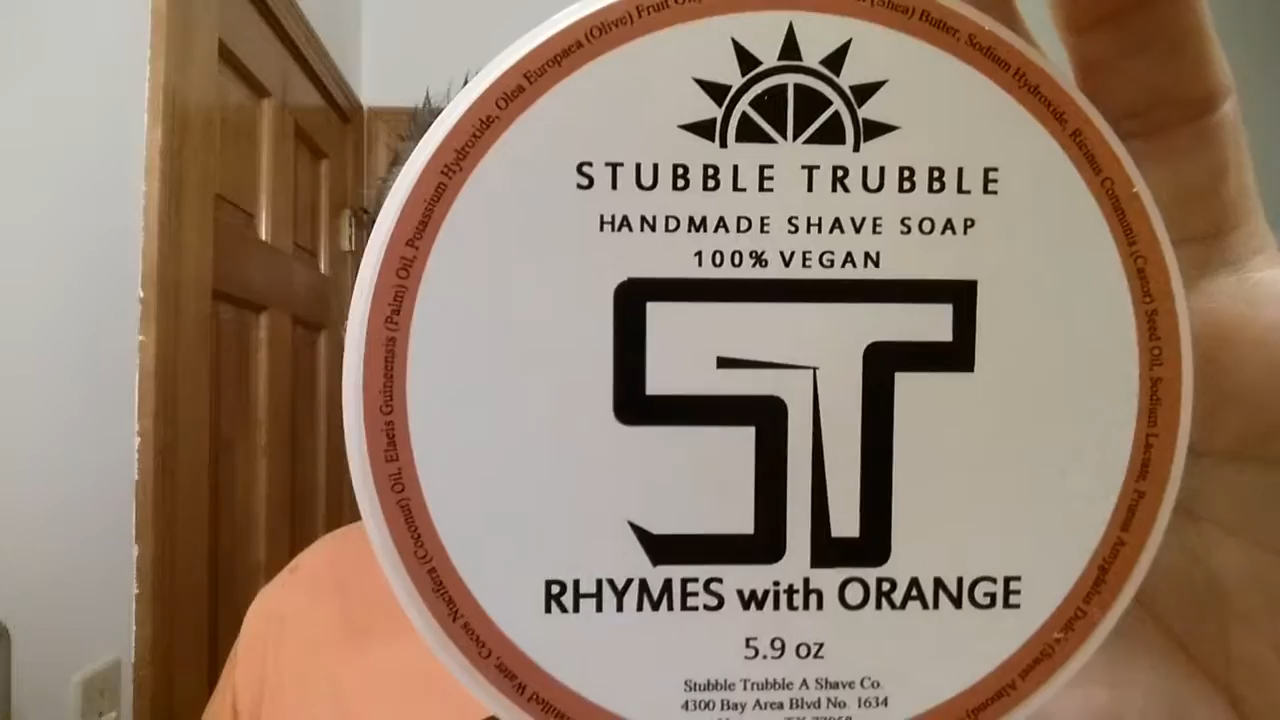 STUBBLE TRUBBLE
HANDMADE SHAVE SOAP
100% VEGAN
ST
RHYMES with ORANGE
5.9 oz
Stubble Trubble A Shave Co.
4300 Bay Area Blvd No. 1634
Water, Cocos Nucifera (Coconut) Oil, Elaeis Guineensis (Palm) Oil, Potassium Hydroxide, Olea Europaea (Olive) Fruit Oil,
(Shea) Butter, Sodium Hydroxide, Ricinus Communis (Castor) Seed Oil, Sodium Lactate, Prunus Amygdalus Dulcis (Sweet Almond)